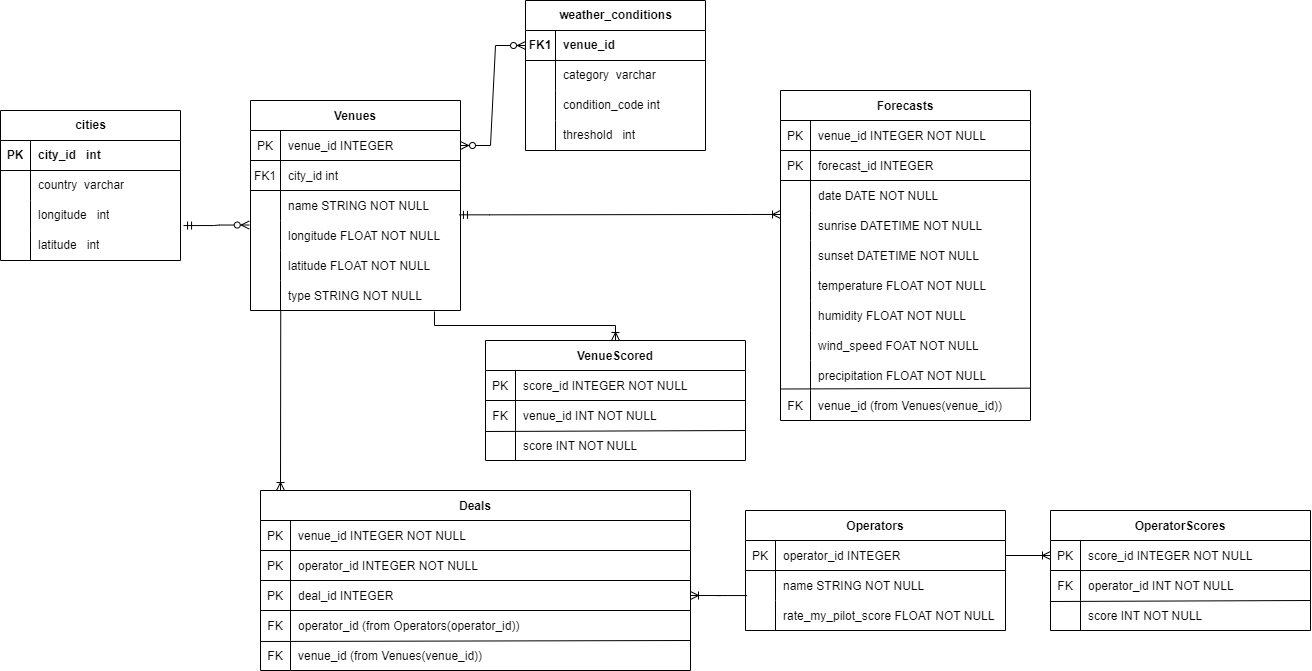 weather_conditions
FK1 venue_id
category varchar
condition_code int
threshold int
cities
PK city_id int
country varchar
longitude int
latitude int
Venues
PK venue_id INTEGER
FK1 city_id int
name STRING NOT NULL
longitude FLOAT NOT NULL
latitude FLOAT NOT NULL
type STRING NOT NULL
Forecasts
PK venue_id INTEGER NOT NULL
PK forecast_id INTEGER
date DATE NOT NULL
sunrise DATETIME NOT NULL
sunset DATETIME NOT NULL
temperature FLOAT NOT NULL
humidity FLOAT NOT NULL
wind_speed FOAT NOT NULL
precipitation FLOAT NOT NULL
FK venue_id (from Venues(venue_id))
VenueScored
PK score_id INTEGER NOT NULL
FK venue_id INT NOT NULL
score INT NOT NULL
Deals
PK venue_id INTEGER NOT NULL
PK operator_id INTEGER NOT NULL
PK deal_id INTEGER
FK operator_id (from Operators(operator_id))
FK venue_id (from Venues(venue_id))
Operators
PK operator_id INTEGER
name STRING NOT NULL
rate_my_pilot_score FLOAT NOT NULL
OperatorScores
PK score_id INTEGER NOT NULL
FK operator_id INT NOT NULL
score INT NOT NULL